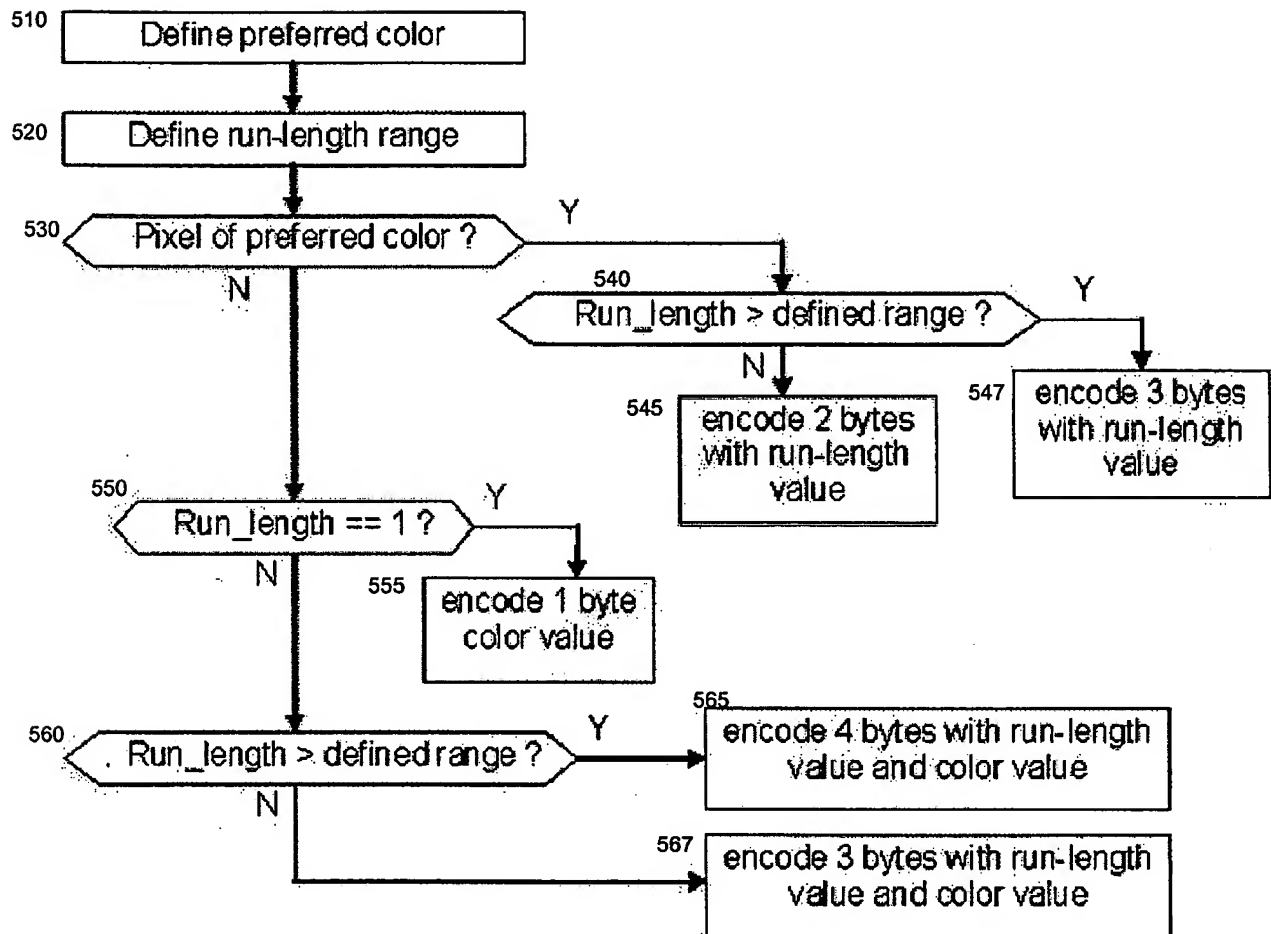 510
Define preferred color
520
Define run-length range
530
Pixel of preferred color ?
Y
N
540
Run_length > defined range ?
Y
N
545
encode 2 bytes
with run-length
value
547
encode 3 bytes
with run-length
value
550
Run_length == 1 ?
Y
N
555
encode 1 byte
color value
560
Run_length > defined range ?
Y
N
565
encode 4 bytes with run-length
value and color value
567
encode 3 bytes with run-length
value and color value